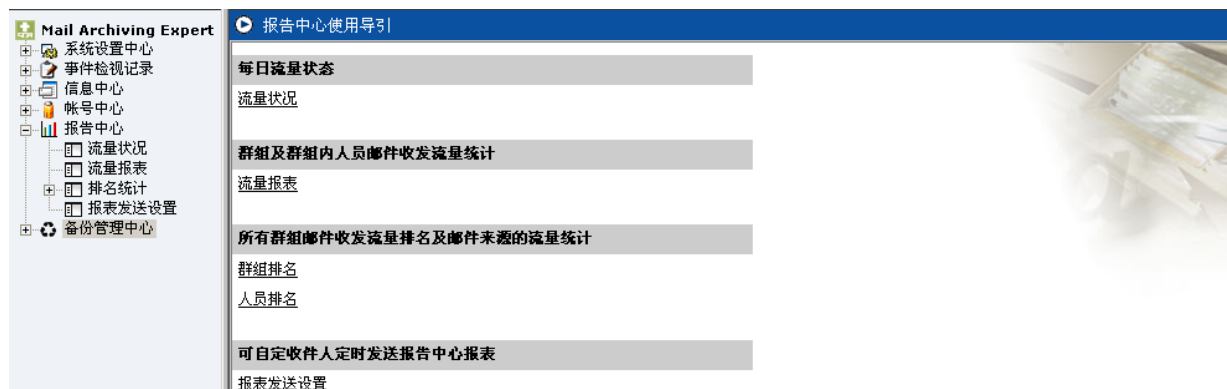 Mail Archiving Expert
系统设置中心
事件检视记录
信息中心
帐号中心
报告中心
流量状况
流量报表
排名统计
报表发送设置
备份管理中心
报告中心使用导引
每日流量状态
流量状况
群组及群组内人员邮件收发流量统计
流量报表
所有群组邮件收发流量排名及邮件来源的流量统计
群组排名
人员排名
可自定收件人定时发送报告中心报表
报表发送设置